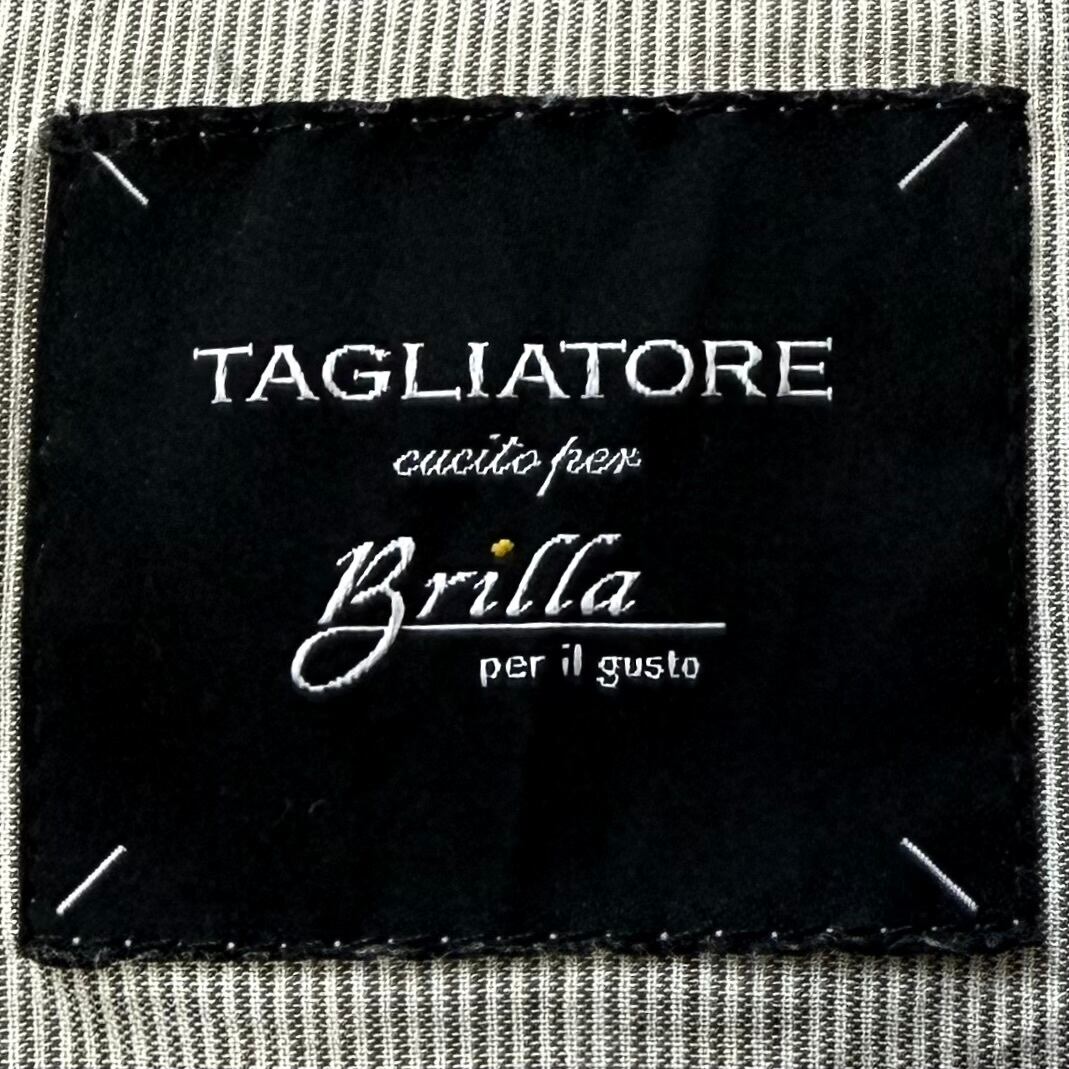 TAGLIATORE
cucito per
Brilla
per il gusto